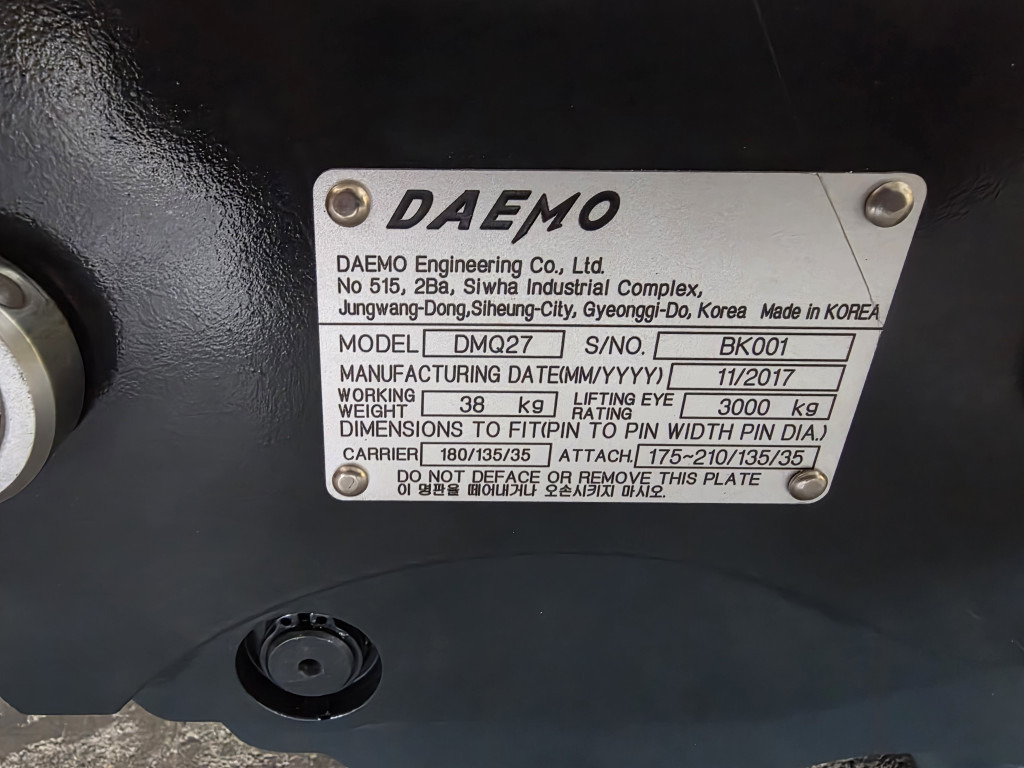 DAEMO
DAEMO Engineering Co., Ltd.
No 515, 2Ba, Siwha Industrial Complex,
Jungwang-Dong,Siheung-City, Gyeonggi-Do, Korea Made in KOREA
MODEL DMQ27 S/NO. BK001
MANUFACTURING DATE(MM/YYYY) 11/2017
WORKING WEIGHT 38 kg LIFTING EYE RATING 3000 kg
DIMENSIONS TO FIT(PIN TO PIN WIDTH PIN DIA.)
CARRIER 180/135/35 ATTACH. 175~210/135/35
DO NOT DEFACE OR REMOVE THIS PLATE
이 명판을 떼어내거나 오손시키지 마시오.